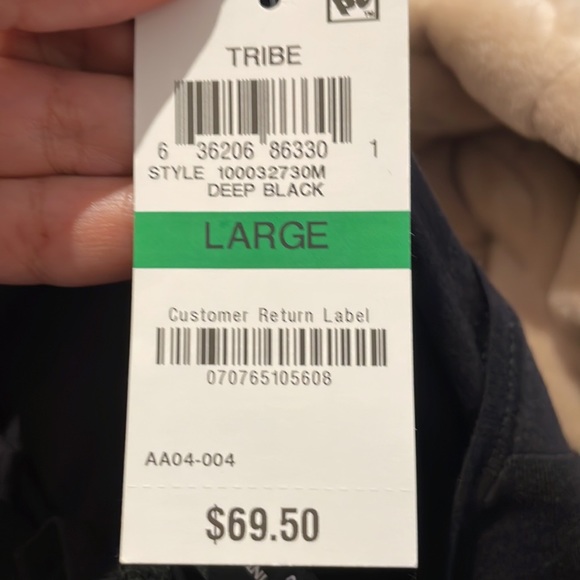 TRIBE
6 36206 86330 1
STYLE 100032730M
DEEP BLACK
LARGE
Customer Return Label
070765105608
AA04-004
$69.50